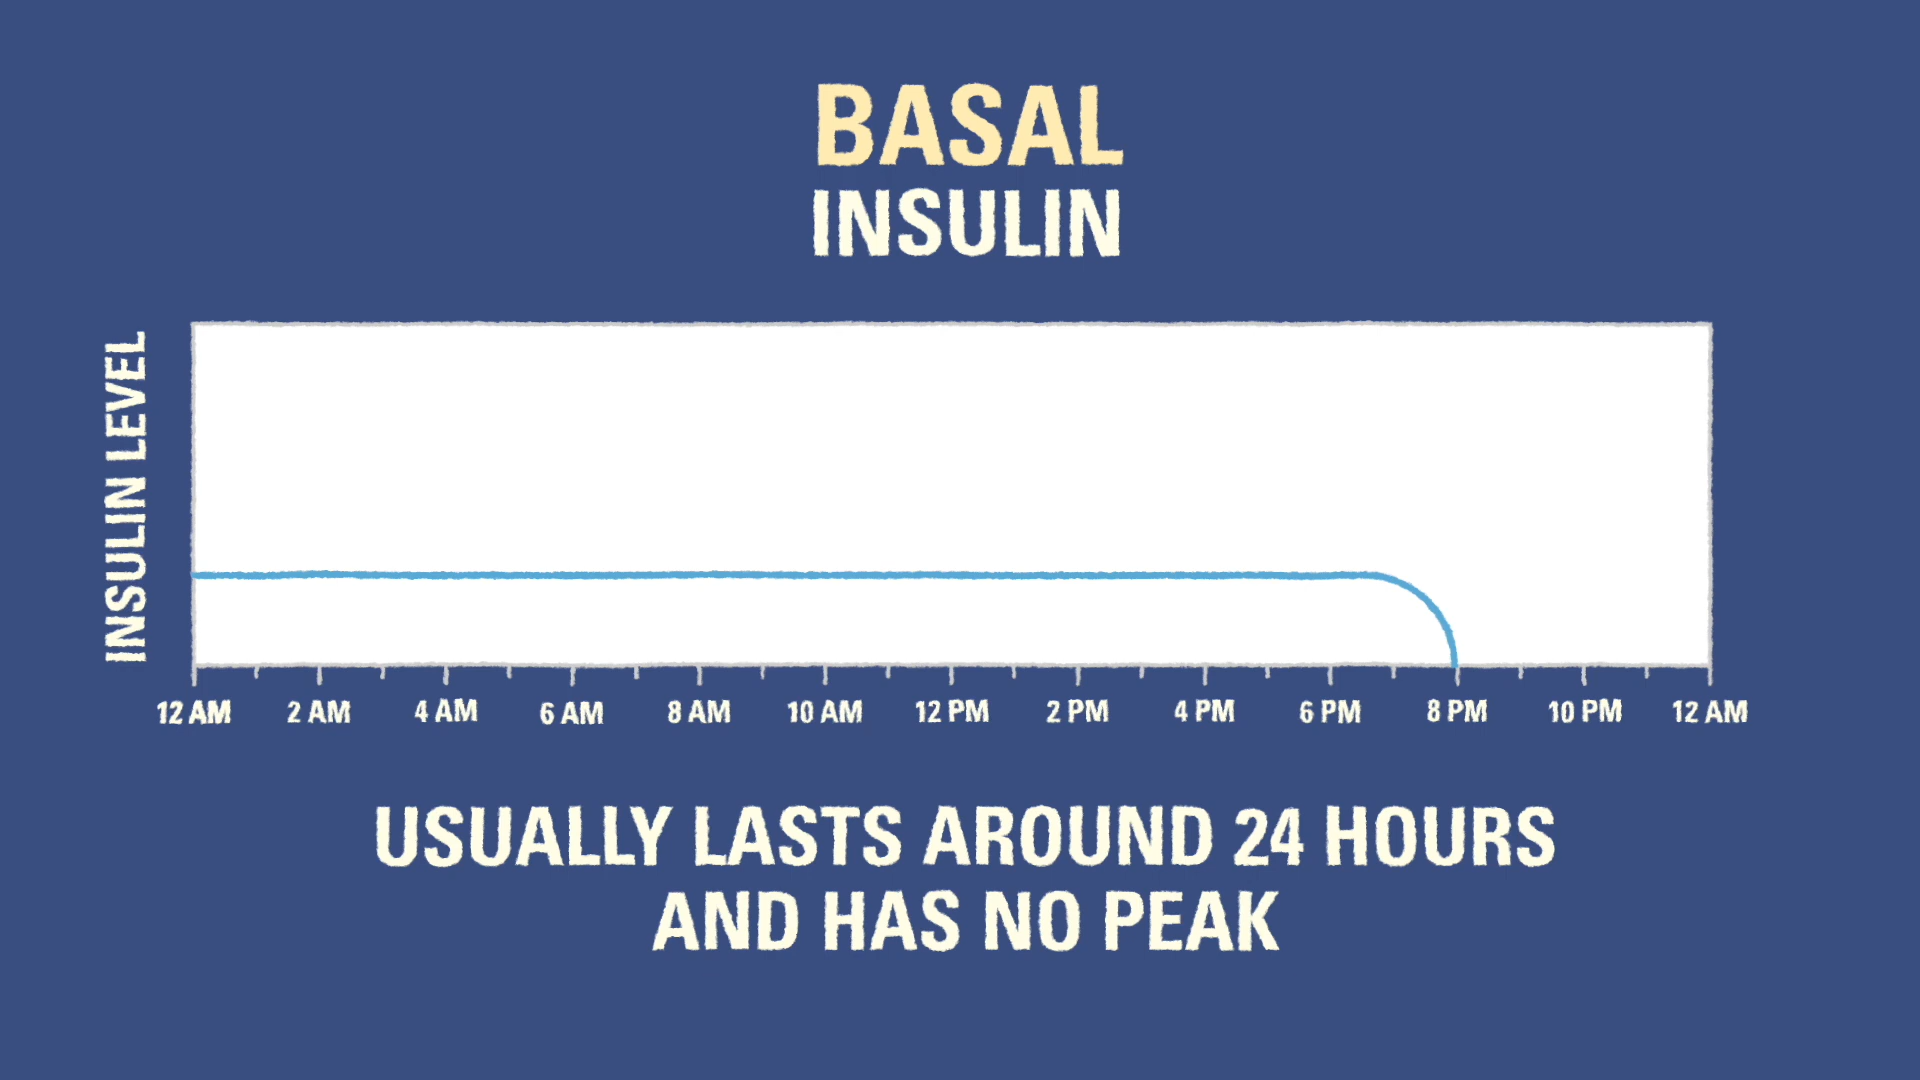 BASAL
INSULIN
INSULIN LEVEL
12 AM 2 AM 4 AM 6 AM 8 AM 10 AM 12 PM 2 PM 4 PM 6 PM 8 PM 10 PM 12 AM
USUALLY LASTS AROUND 24 HOURS
AND HAS NO PEAK